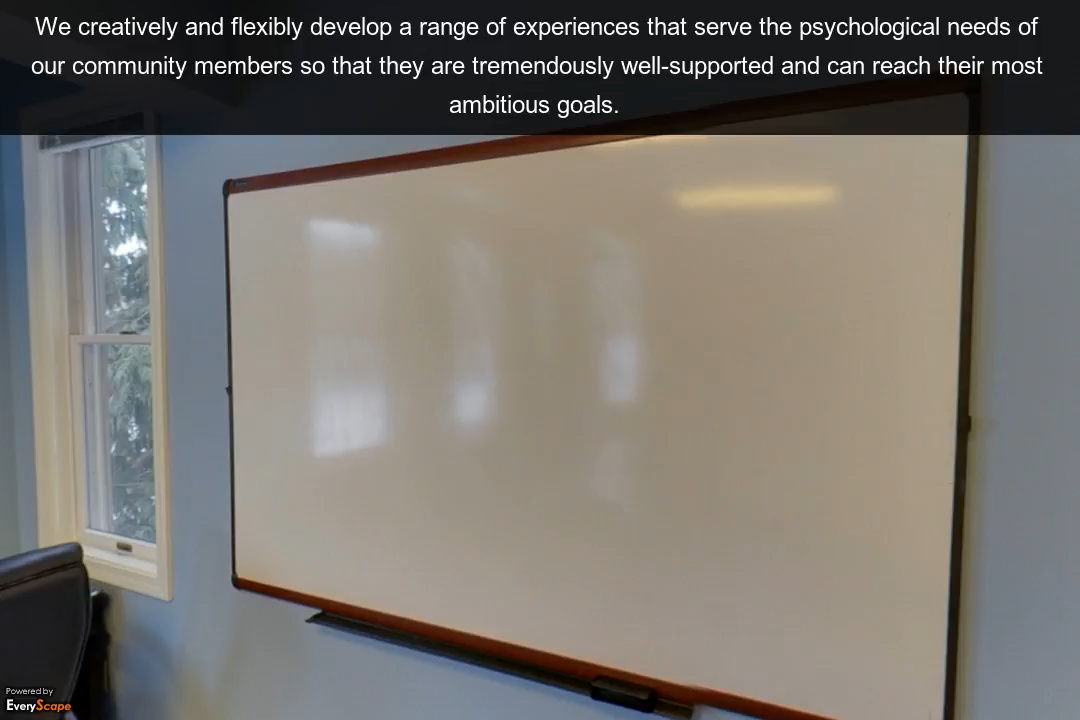 We creatively and flexibly develop a range of experiences that serve the psychological needs of
our community members so that they are tremendously well-supported and can reach their most
ambitious goals.
Powered by
EveryScape